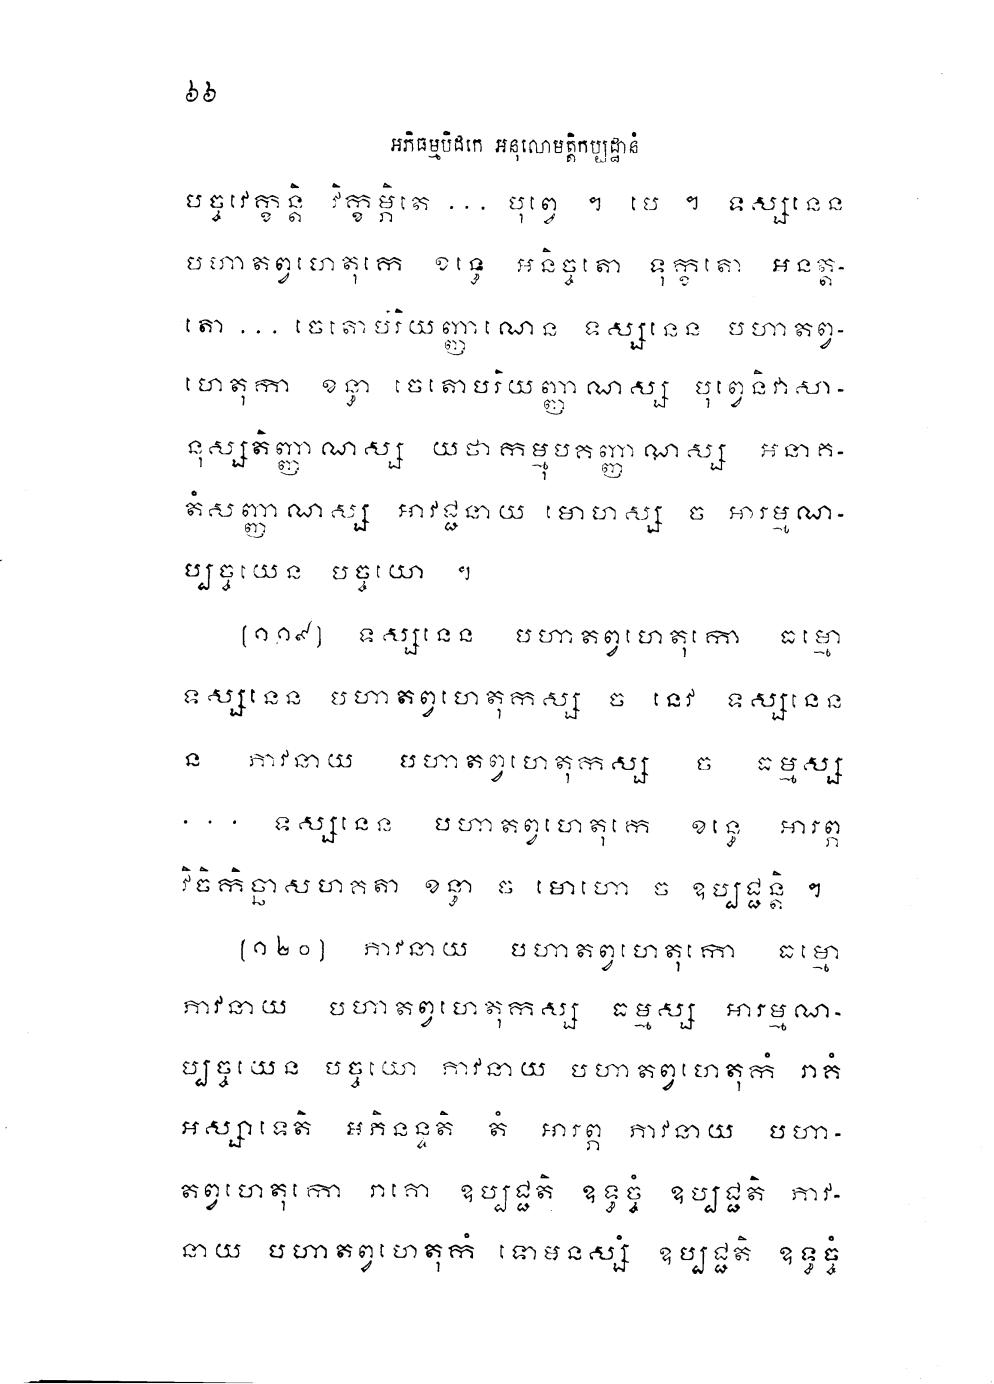 ៦៦
អភិធម្មបិដកេ អនុលោមត្តិកប្បដ្ឋានំ
បច្ចវេក្ខន្តិ វិក្ខម្ភិតេ ... បុព្វេ ។ បេ ។ ទស្សនេន
បហាតព្វហេតុកេ ខន្ធេ អនិច្ចតោ ទុក្ខតោ អនត្ត-
តោ ... ចេតោបរិយញ្ញាណេន ទស្សនេន បហាតព្វ-
ហេតុកា ខន្ធា ចេតោបរិយញ្ញាណស្ស បុព្វេនិវាសា-
នុស្សតិញ្ញាណស្ស យថាកម្មុបគញ្ញាណស្ស អនាគ-
តំសញ្ញាណស្ស អាវជ្ជនាយ មោហស្ស ច អារម្មណ-
ប្បច្ចយេន បច្ចយោ ។
(១១៩) ទស្សនេន បហាតព្វហេតុកោ ធម្មោ
ទស្សនេន បហាតព្វហេតុកស្ស ច នេវ ទស្សនេន
ន ភាវនាយ បហាតព្វហេតុកស្ស ច ធម្មស្ស
... ទស្សនេន បហាតព្វហេតុកេ ខន្ធេ អារព្ភ
វិចិកិច្ឆាសហគតា ខន្ធា ច មោហោ ច ឧប្បជ្ជន្តិ ។
(១២០) ភាវនាយ បហាតព្វហេតុកោ ធម្មោ
ភាវនាយ បហាតព្វហេតុកស្ស ធម្មស្ស អារម្មណ-
ប្បច្ចយេន បច្ចយោ ភាវនាយ បហាតព្វហេតុកំ រាគំ
អស្សាទេតិ អភិនន្ទតិ តំ អារព្ភ ភាវនាយ បហា-
តព្វហេតុកោ រាគោ ឧប្បជ្ជតិ ឧទ្ធច្ចំ ឧប្បជ្ជតិ ភាវ-
នាយ បហាតព្វហេតុកំ ទោមនស្សំ ឧប្បជ្ជតិ ឧទ្ធច្ចំ